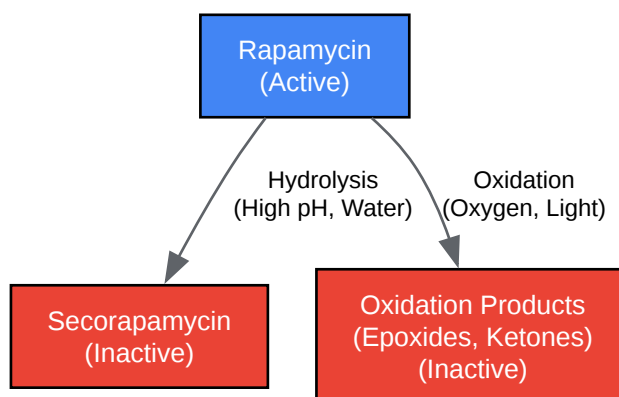 Rapamycin
(Active)
Hydrolysis
(High pH, Water)
Oxidation
(Oxygen, Light)
Secorapamycin
(Inactive)
Oxidation Products
(Epoxides, Ketones)
(Inactive)